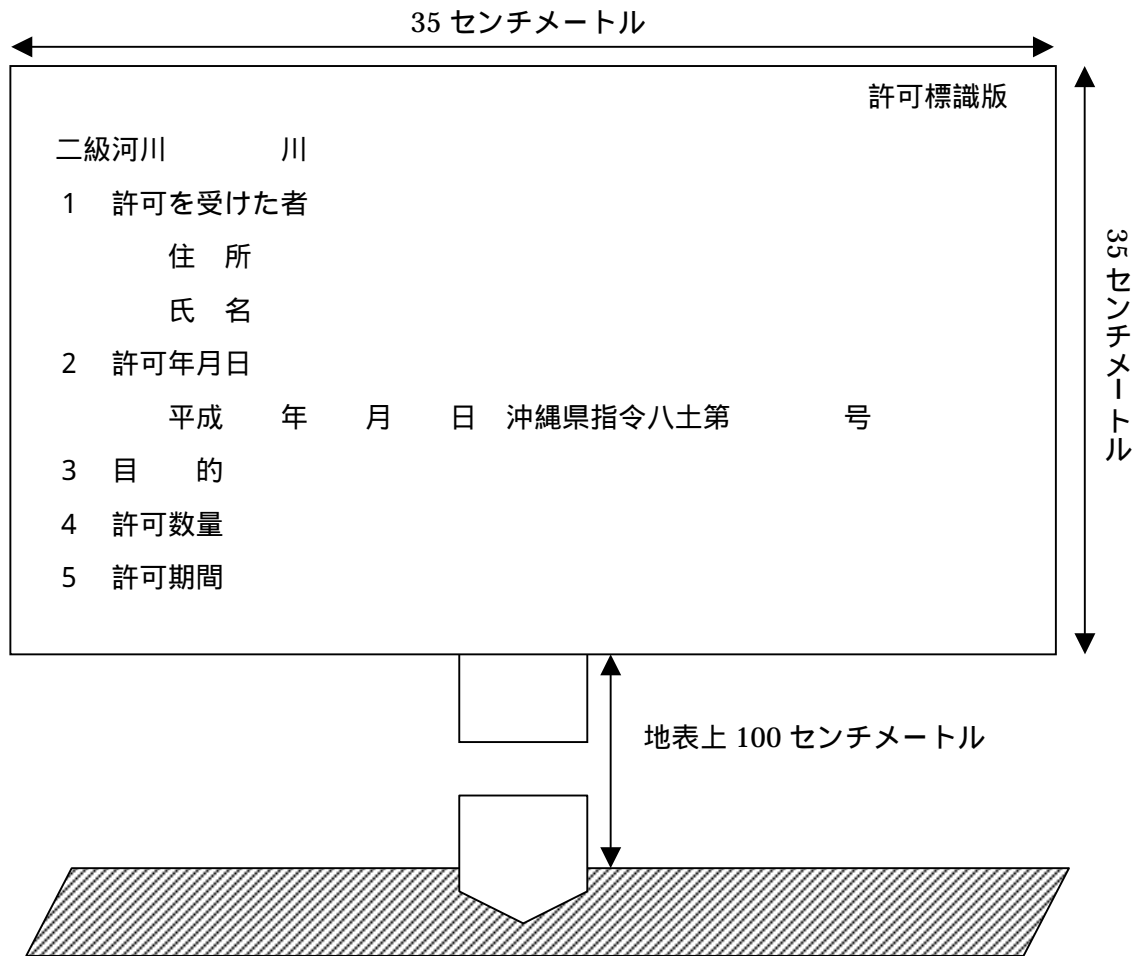 35 センチメートル
許可標識版
二級河川　　　　川
1　許可を受けた者
住　所
氏　名
2　許可年月日
平成　　年　　月　　日　沖縄県指令八土第　　　　号
3　目　　的
4　許可数量
5　許可期間
35 センチメートル
地表上 100 センチメートル